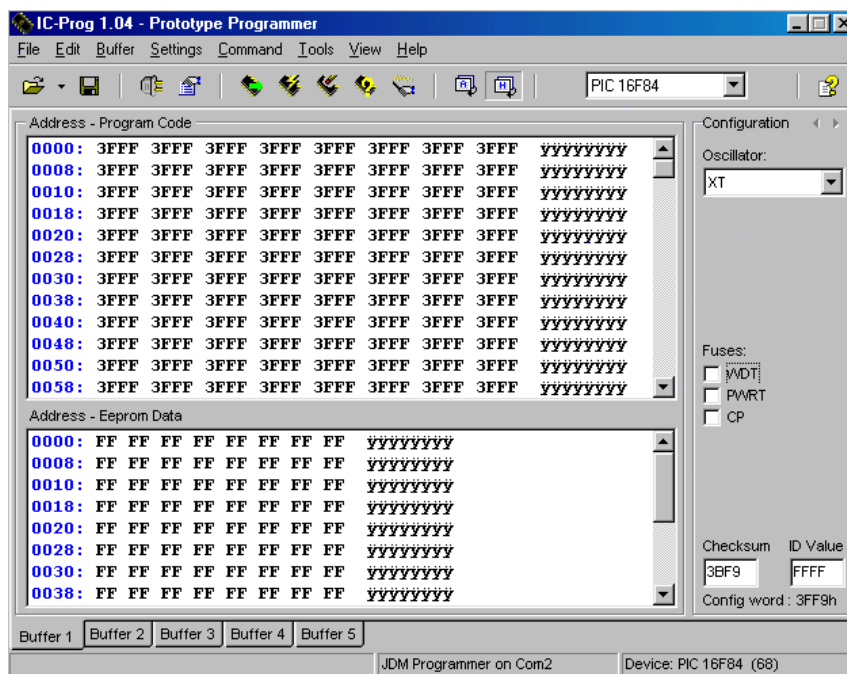 IC-Prog 1.04 - Prototype Programmer
File Edit Buffer Settings Command Tools View Help
PIC 16F84
Address - Program Code
0000: 3FFF 3FFF 3FFF 3FFF 3FFF 3FFF 3FFF 3FFF ÿÿÿÿÿÿÿÿ
0008: 3FFF 3FFF 3FFF 3FFF 3FFF 3FFF 3FFF 3FFF ÿÿÿÿÿÿÿÿ
0010: 3FFF 3FFF 3FFF 3FFF 3FFF 3FFF 3FFF 3FFF ÿÿÿÿÿÿÿÿ
0018: 3FFF 3FFF 3FFF 3FFF 3FFF 3FFF 3FFF 3FFF ÿÿÿÿÿÿÿÿ
0020: 3FFF 3FFF 3FFF 3FFF 3FFF 3FFF 3FFF 3FFF ÿÿÿÿÿÿÿÿ
0028: 3FFF 3FFF 3FFF 3FFF 3FFF 3FFF 3FFF 3FFF ÿÿÿÿÿÿÿÿ
0030: 3FFF 3FFF 3FFF 3FFF 3FFF 3FFF 3FFF 3FFF ÿÿÿÿÿÿÿÿ
0038: 3FFF 3FFF 3FFF 3FFF 3FFF 3FFF 3FFF 3FFF ÿÿÿÿÿÿÿÿ
0040: 3FFF 3FFF 3FFF 3FFF 3FFF 3FFF 3FFF 3FFF ÿÿÿÿÿÿÿÿ
0048: 3FFF 3FFF 3FFF 3FFF 3FFF 3FFF 3FFF 3FFF ÿÿÿÿÿÿÿÿ
0050: 3FFF 3FFF 3FFF 3FFF 3FFF 3FFF 3FFF 3FFF ÿÿÿÿÿÿÿÿ
0058: 3FFF 3FFF 3FFF 3FFF 3FFF 3FFF 3FFF 3FFF ÿÿÿÿÿÿÿÿ
Address - Eeprom Data
0000: FF FF FF FF FF FF FF FF ÿÿÿÿÿÿÿÿ
0008: FF FF FF FF FF FF FF FF ÿÿÿÿÿÿÿÿ
0010: FF FF FF FF FF FF FF FF ÿÿÿÿÿÿÿÿ
0018: FF FF FF FF FF FF FF FF ÿÿÿÿÿÿÿÿ
0020: FF FF FF FF FF FF FF FF ÿÿÿÿÿÿÿÿ
0028: FF FF FF FF FF FF FF FF ÿÿÿÿÿÿÿÿ
0030: FF FF FF FF FF FF FF FF ÿÿÿÿÿÿÿÿ
0038: FF FF FF FF FF FF FF FF ÿÿÿÿÿÿÿÿ
Configuration
Oscillator:
XT
Fuses:
WDT
PWRT
CP
Checksum ID Value
3BF9 FFFF
Config word : 3FF9h
Buffer 1 Buffer 2 Buffer 3 Buffer 4 Buffer 5
JDM Programmer on Com2 Device: PIC 16F84 (68)